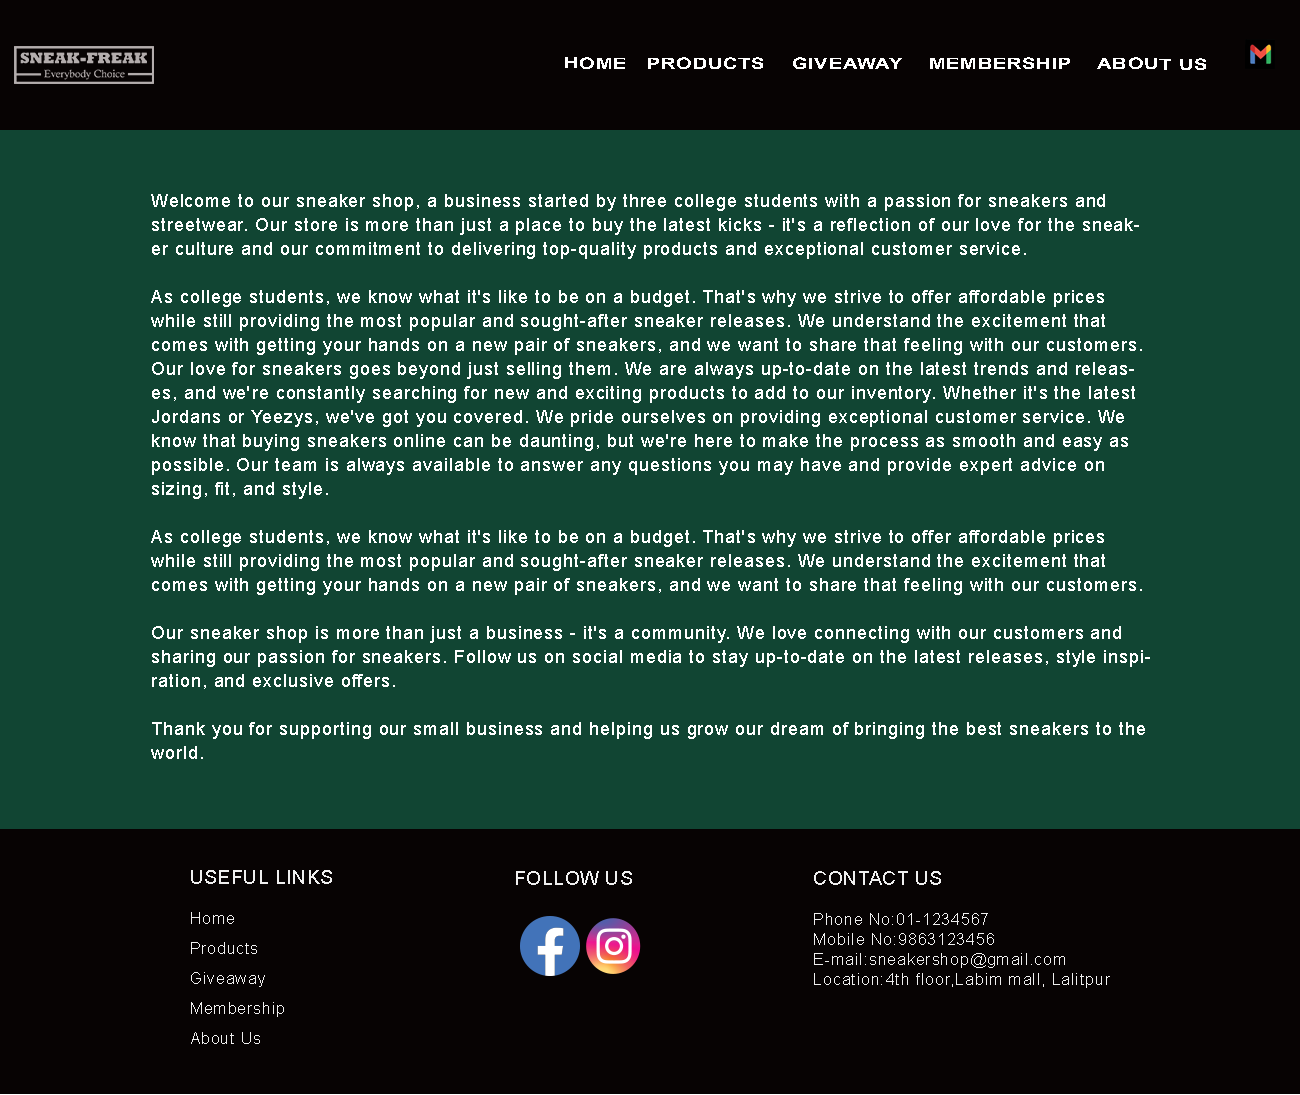 SNEAK-FREAK
Everybody Choice
HOME PRODUCTS GIVEAWAY MEMBERSHIP ABOUT US
Welcome to our sneaker shop, a business started by three college students with a passion for sneakers and
streetwear. Our store is more than just a place to buy the latest kicks - it's a reflection of our love for the sneak-
er culture and our commitment to delivering top-quality products and exceptional customer service.
As college students, we know what it's like to be on a budget. That's why we strive to offer affordable prices
while still providing the most popular and sought-after sneaker releases. We understand the excitement that
comes with getting your hands on a new pair of sneakers, and we want to share that feeling with our customers.
Our love for sneakers goes beyond just selling them. We are always up-to-date on the latest trends and releas-
es, and we're constantly searching for new and exciting products to add to our inventory. Whether it's the latest
Jordans or Yeezys, we've got you covered. We pride ourselves on providing exceptional customer service. We
know that buying sneakers online can be daunting, but we're here to make the process as smooth and easy as
possible. Our team is always available to answer any questions you may have and provide expert advice on
sizing, fit, and style.
As college students, we know what it's like to be on a budget. That's why we strive to offer affordable prices
while still providing the most popular and sought-after sneaker releases. We understand the excitement that
comes with getting your hands on a new pair of sneakers, and we want to share that feeling with our customers.
Our sneaker shop is more than just a business - it's a community. We love connecting with our customers and
sharing our passion for sneakers. Follow us on social media to stay up-to-date on the latest releases, style inspi-
ration, and exclusive offers.
Thank you for supporting our small business and helping us grow our dream of bringing the best sneakers to the
world.
USEFUL LINKS
Home
Products
Giveaway
Membership
About Us
FOLLOW US
CONTACT US
Phone No:01-1234567
Mobile No:9863123456
E-mail:sneakershop@gmail.com
Location:4th floor,Labim mall, Lalitpur